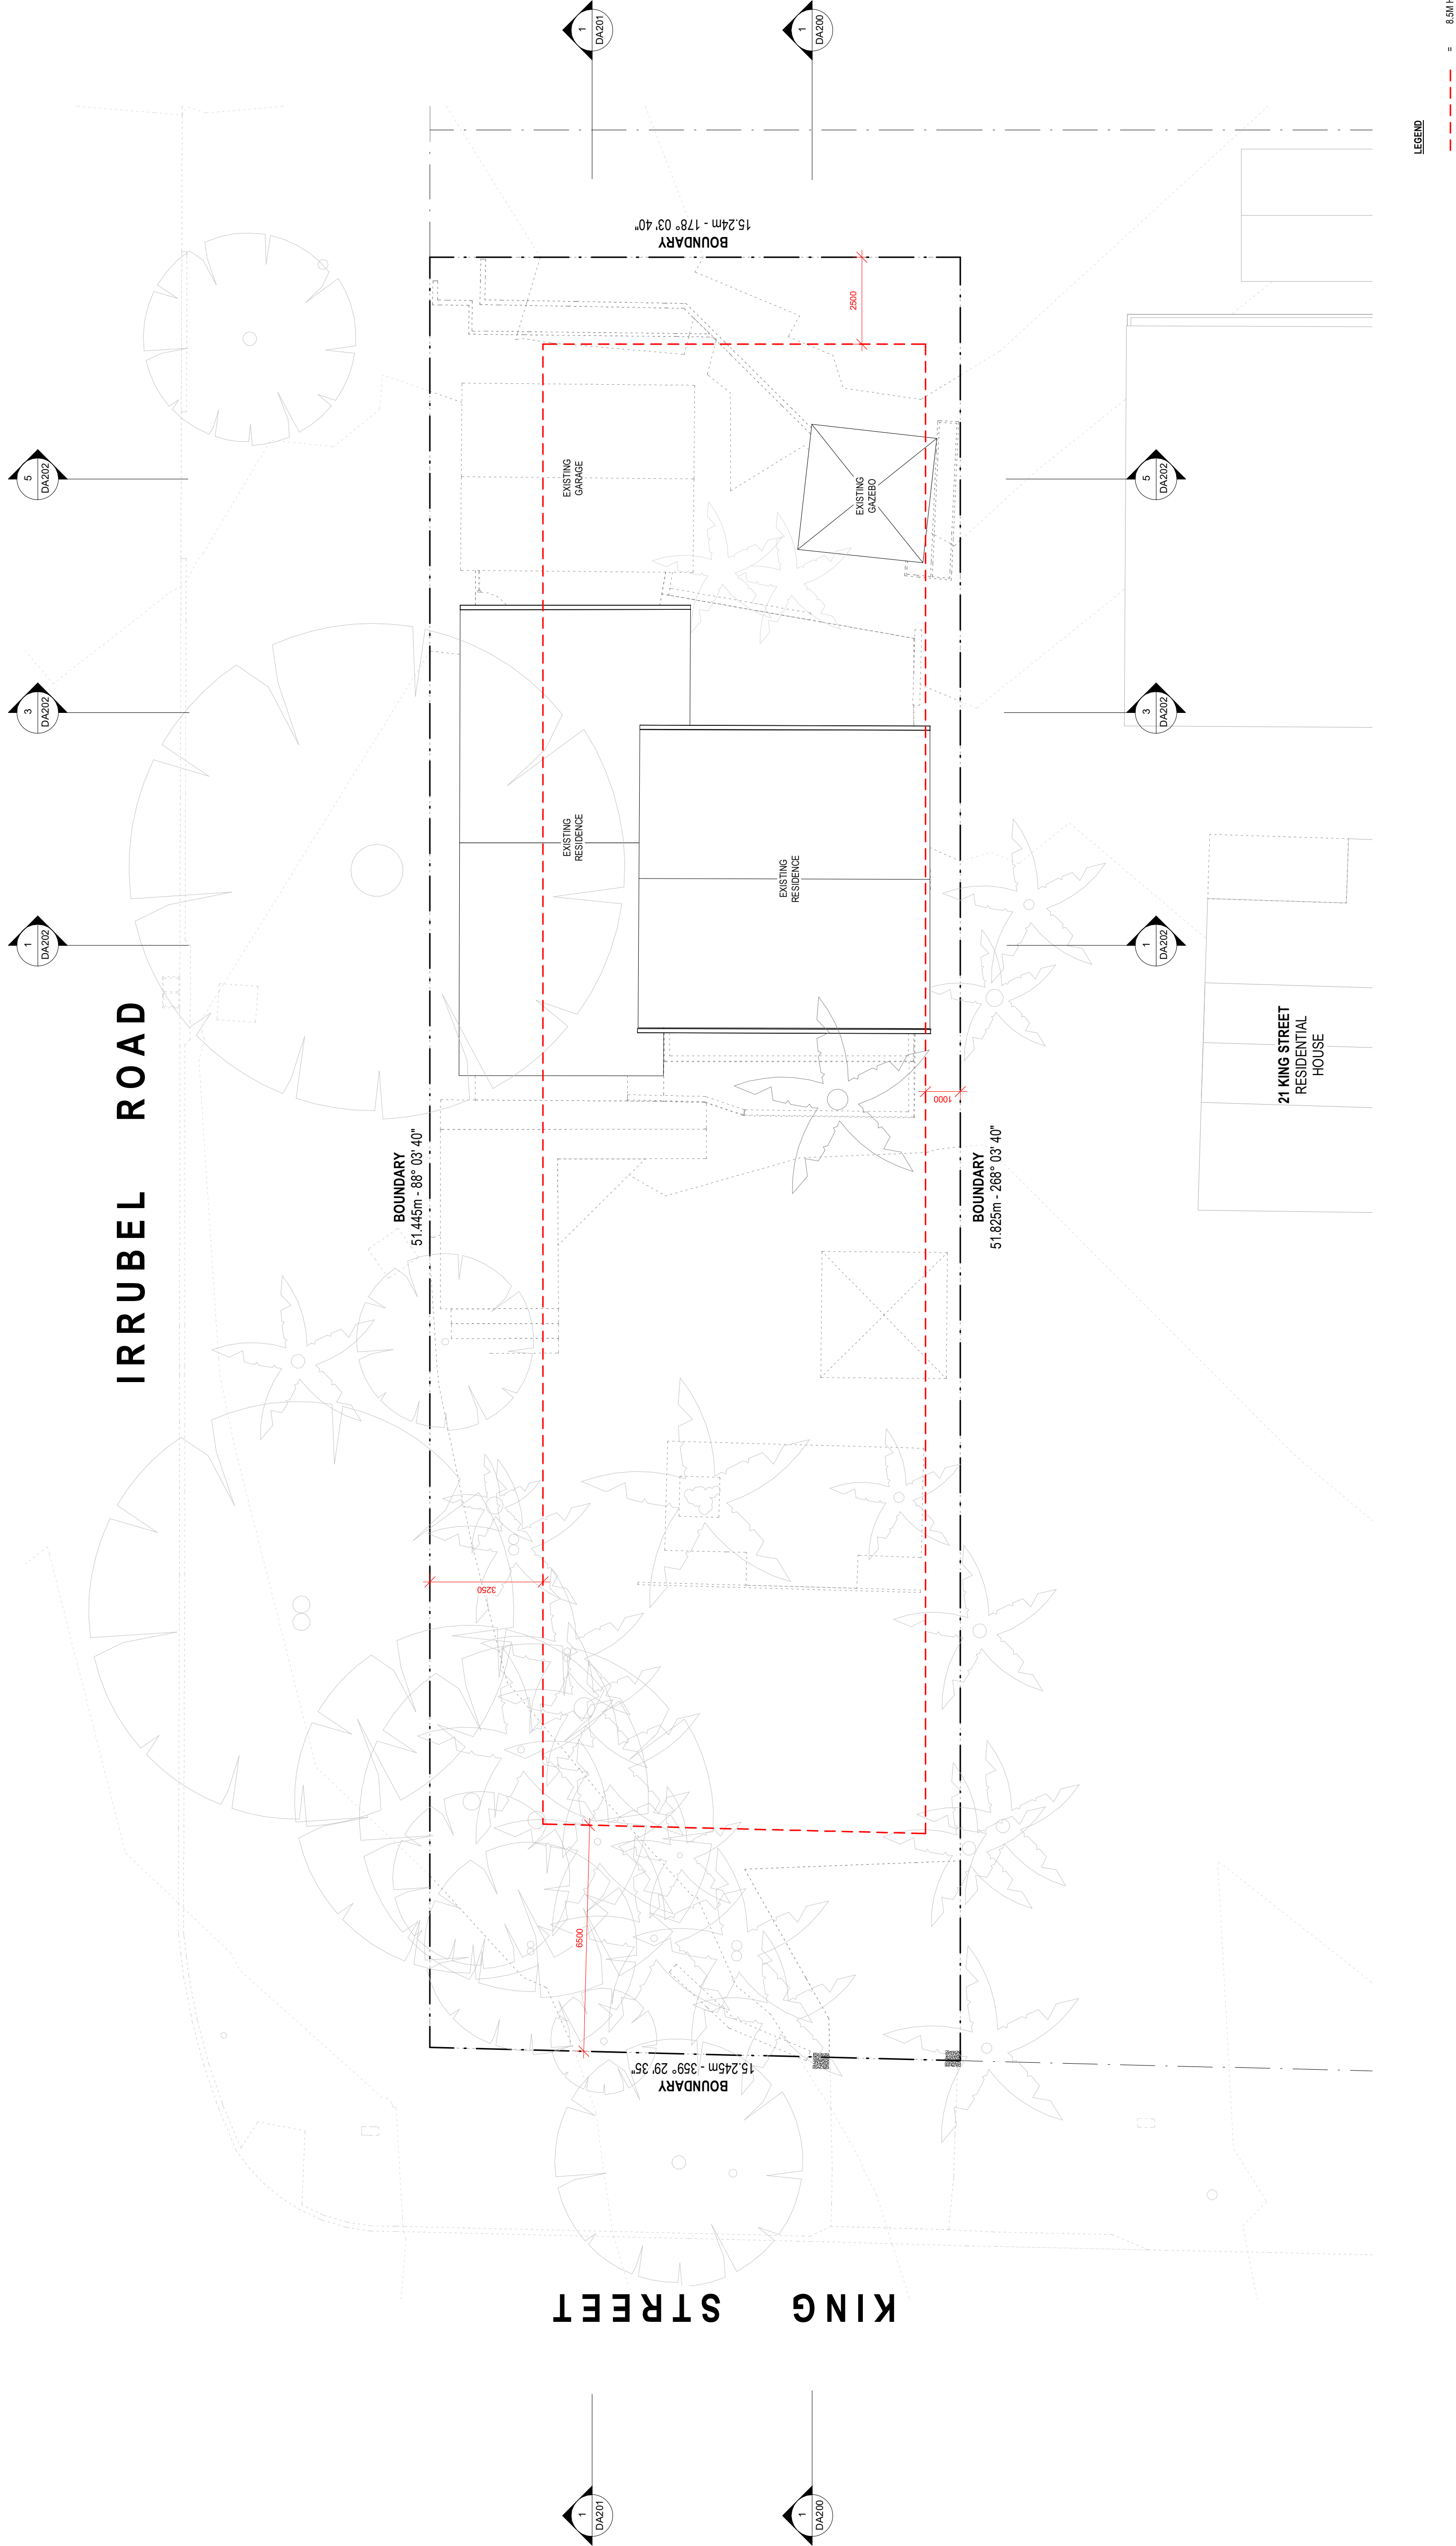 1
DA201
1
DA200
LEGEND
=
8.5M H
BOUNDARY
15.24m - 178° 03' 40"
2500
5
DA202
5
DA202
EXISTING
GARAGE
EXISTING
GAZEBO
3
DA202
3
DA202
EXISTING
RESIDENCE
EXISTING
RESIDENCE
1
DA202
1
DA202
IRRUBEL ROAD
21 KING STREET
RESIDENTIAL
HOUSE
1000
BOUNDARY
51.445m - 88° 03' 40"
BOUNDARY
51.825m - 268° 03' 40"
3250
6500
BOUNDARY
15.245m - 359° 29' 35"
KING STREET
1
DA201
1
DA200